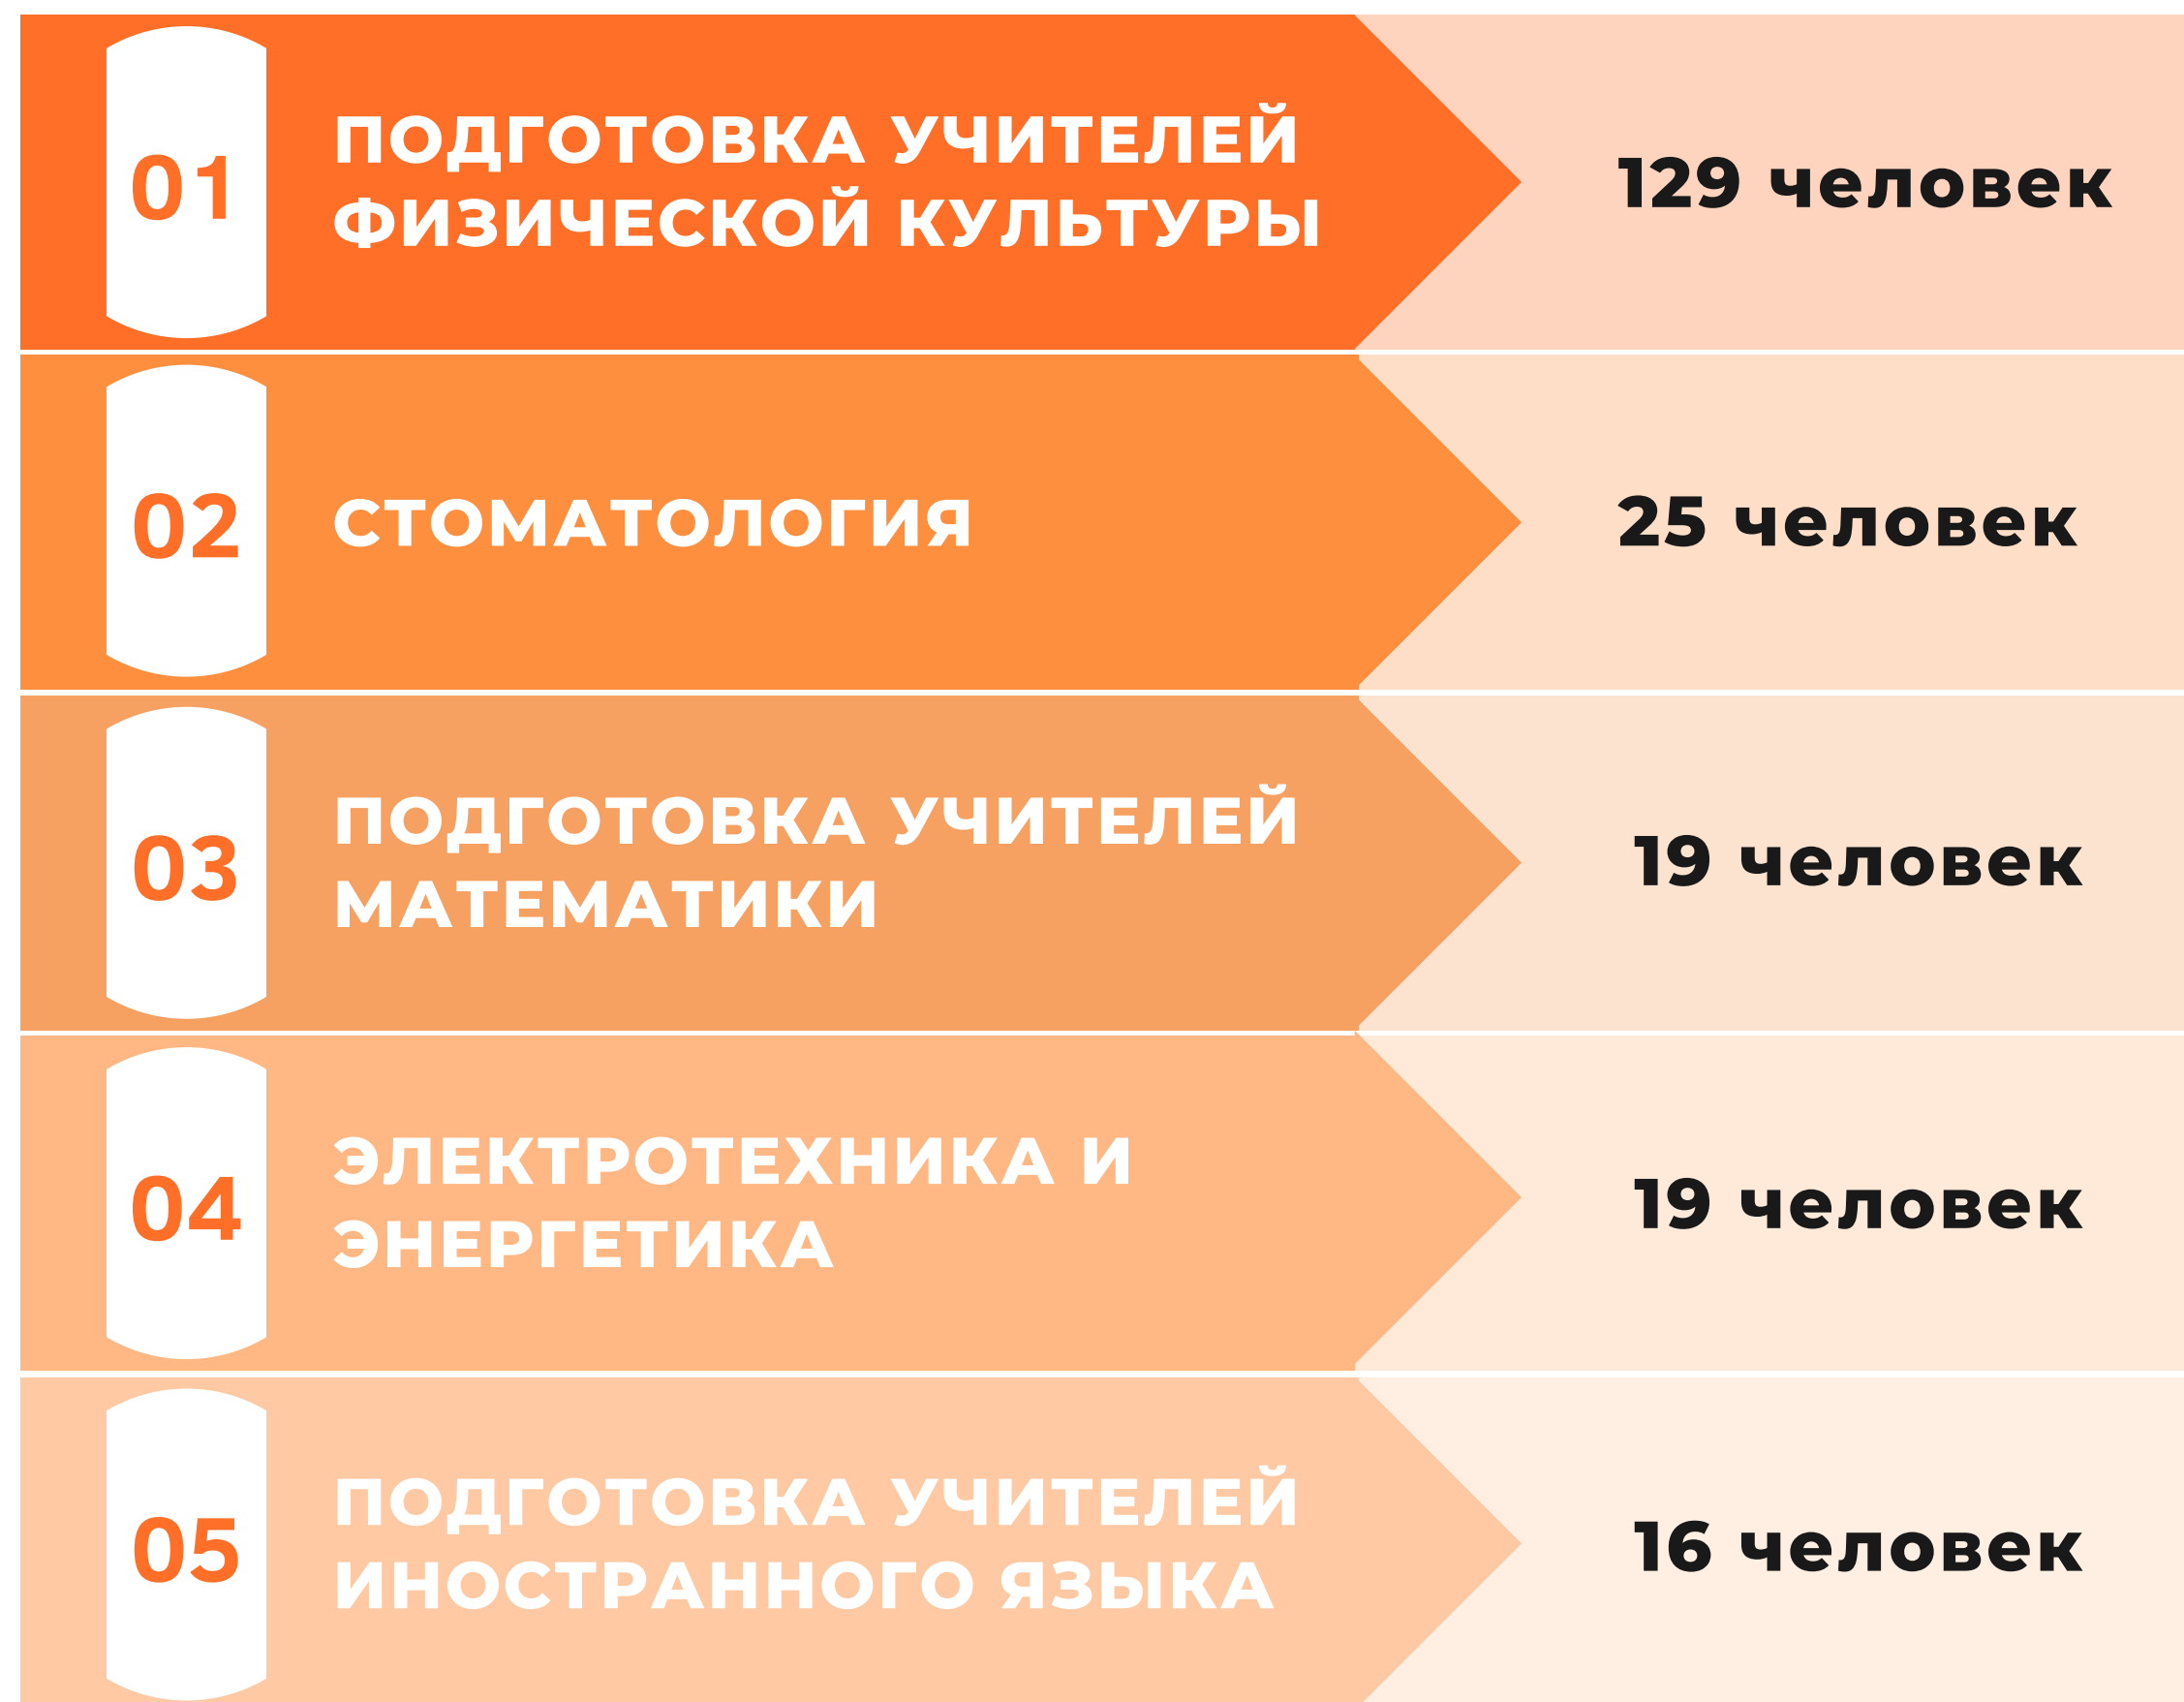 01
ПОДГОТОВКА УЧИТЕЛЕЙ
ФИЗИЧЕСКОЙ КУЛЬТУРЫ
129 человек
02
СТОМАТОЛОГИЯ
25 человек
03
ПОДГОТОВКА УЧИТЕЛЕЙ
МАТЕМАТИКИ
19 человек
04
ЭЛЕКТРОТЕХНИКА И
ЭНЕРГЕТИКА
19 человек
05
ПОДГОТОВКА УЧИТЕЛЕЙ
ИНОСТРАННОГО ЯЗЫКА
16 человек